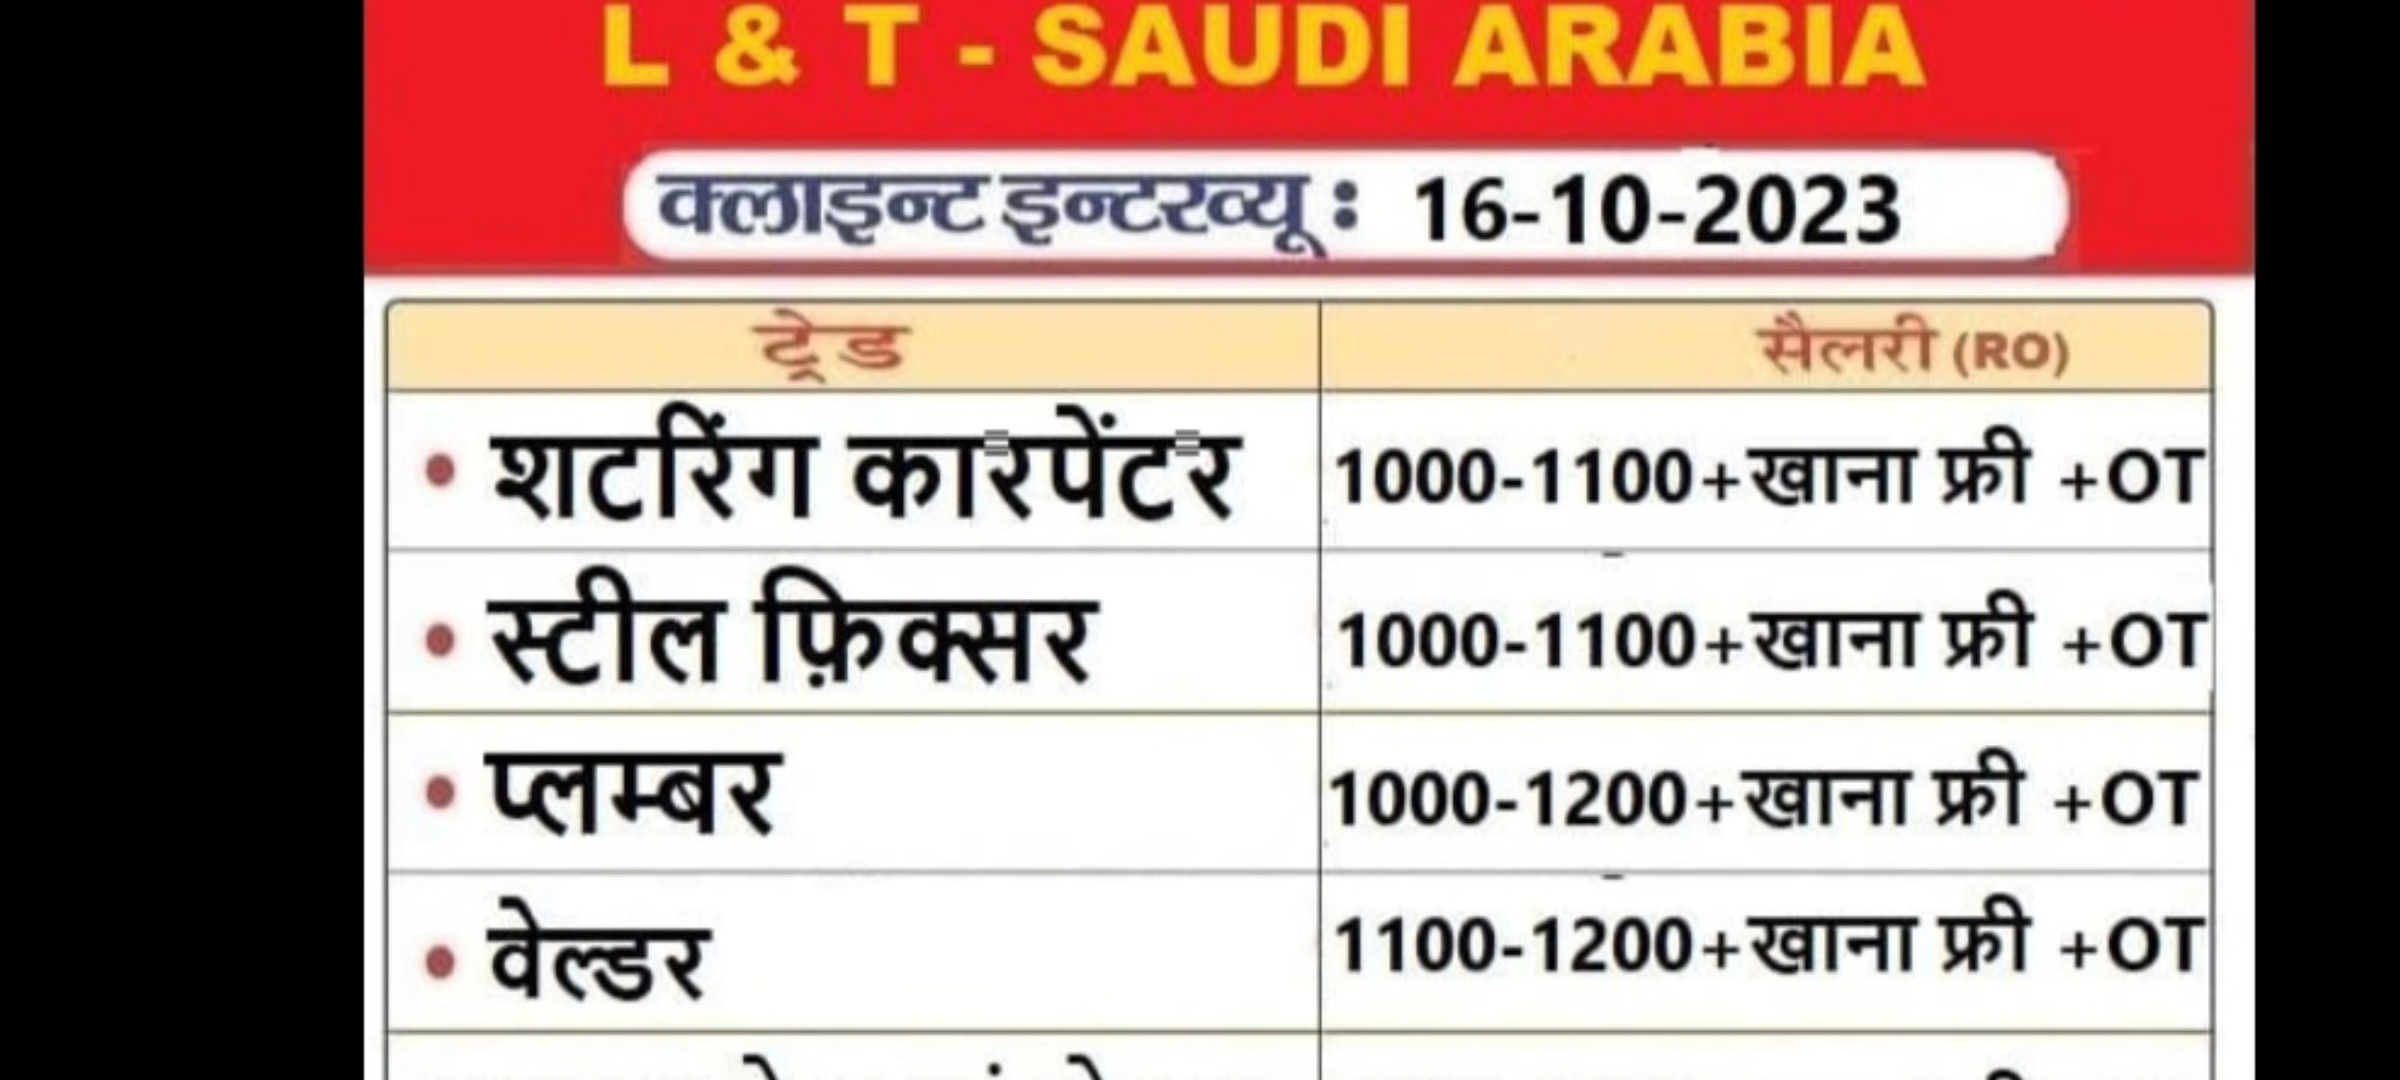 L & T - SAUDI ARABIA
क्लाइन्ट इन्टरव्यू : 16-10-2023
ट्रेड सैलरी (RO)
• शटरिंग कारपेंटर 1000-1100+खाना फ्री +OT
• स्टील फ़िक्सर 1000-1100+खाना फ्री +OT
• प्लम्बर 1000-1200+खाना फ्री +OT
• वेल्डर 1100-1200+खाना फ्री +OT